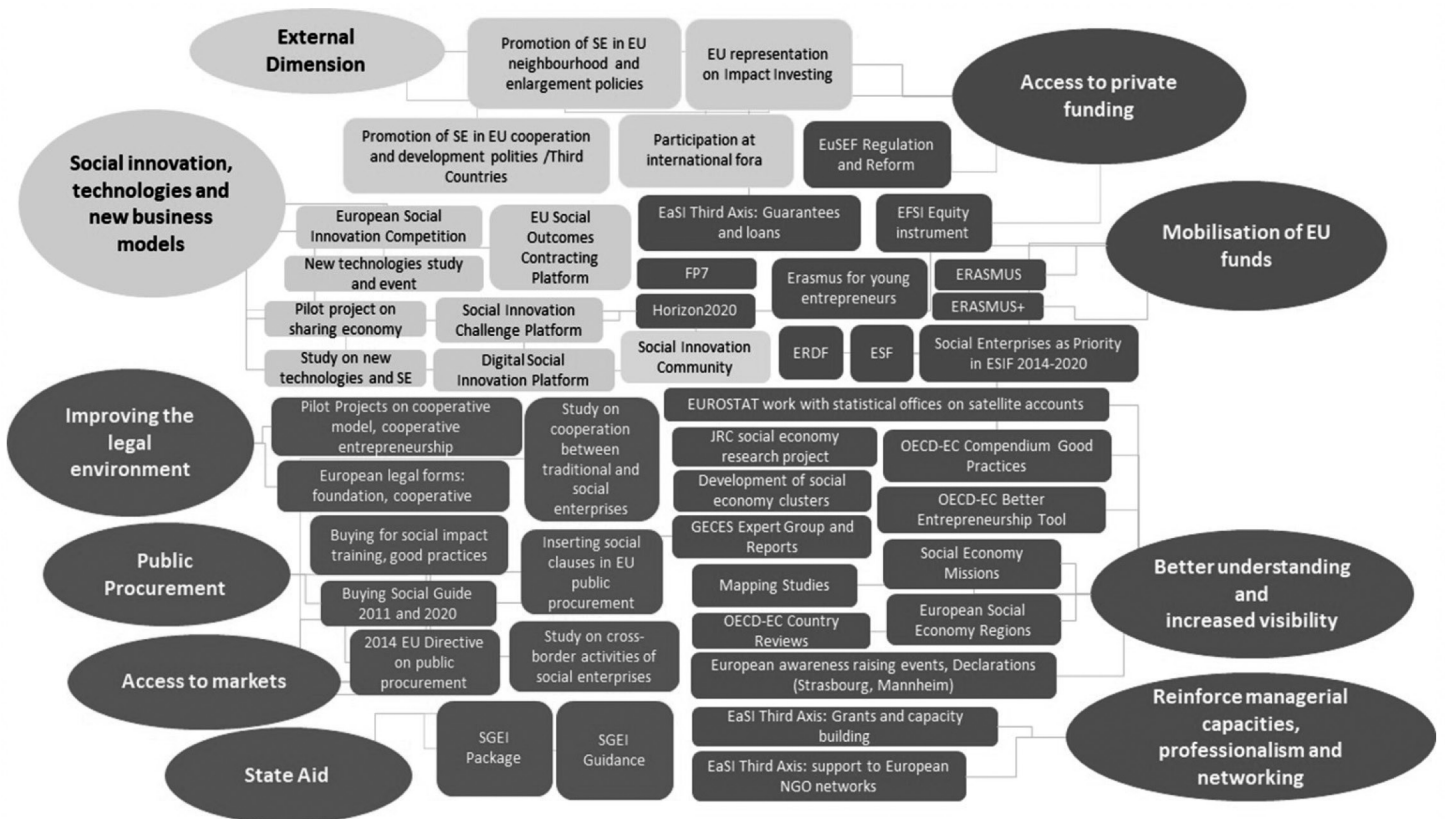 External
Dimension
Promotion of SE in EU
neighbourhood and
enlargement policies
EU representation
on Impact Investing
Access to private
funding
Social innovation,
technologies and
new business
models
Promotion of SE in EU cooperation
and development polities /Third
Countries
Participation at
international fora
EuSEF Regulation
and Reform
European Social
Innovation Competition
EU Social
Outcomes
Contracting
Platform
EaSI Third Axis: Guarantees
and loans
EFSI Equity
instrument
Mobilisation of EU
funds
New technologies study
and event
FP7
Erasmus for young
entrepreneurs
ERASMUS
Pilot project on
sharing economy
Social Innovation
Challenge Platform
Horizon2020
ERASMUS+
Study on new
technologies and SE
Digital Social
Innovation Platform
Social Innovation
Community
ERDF
ESF
Social Enterprises as Priority
in ESIF 2014-2020
Improving the
legal
environment
Pilot Projects on cooperative
model, cooperative
entrepreneurship
Study on
cooperation
between
traditional and
social
enterprises
EUROSTAT work with statistical offices on satellite accounts
JRC social economy
research project
OECD-EC Compendium Good
Practices
European legal forms:
foundation, cooperative
Development of social
economy clusters
OECD-EC Better
Entrepreneurship Tool
Public
Procurement
Buying for social impact
training, good practices
Inserting social
clauses in EU
public
procurement
GECES Expert Group and
Reports
Social Economy
Missions
Better understanding
and
increased visibility
Buying Social Guide
2011 and 2020
Mapping Studies
European Social
Economy Regions
Access to markets
2014 EU Directive
on public
procurement
Study on cross-
border activities of
social enterprises
OECD-EC Country
Reviews
European awareness raising events, Declarations
(Strasbourg, Mannheim)
State Aid
SGEI
Package
SGEI
Guidance
EaSI Third Axis: Grants and capacity
building
EaSI Third Axis: support to European
NGO networks
Reinforce managerial
capacities,
professionalism and
networking